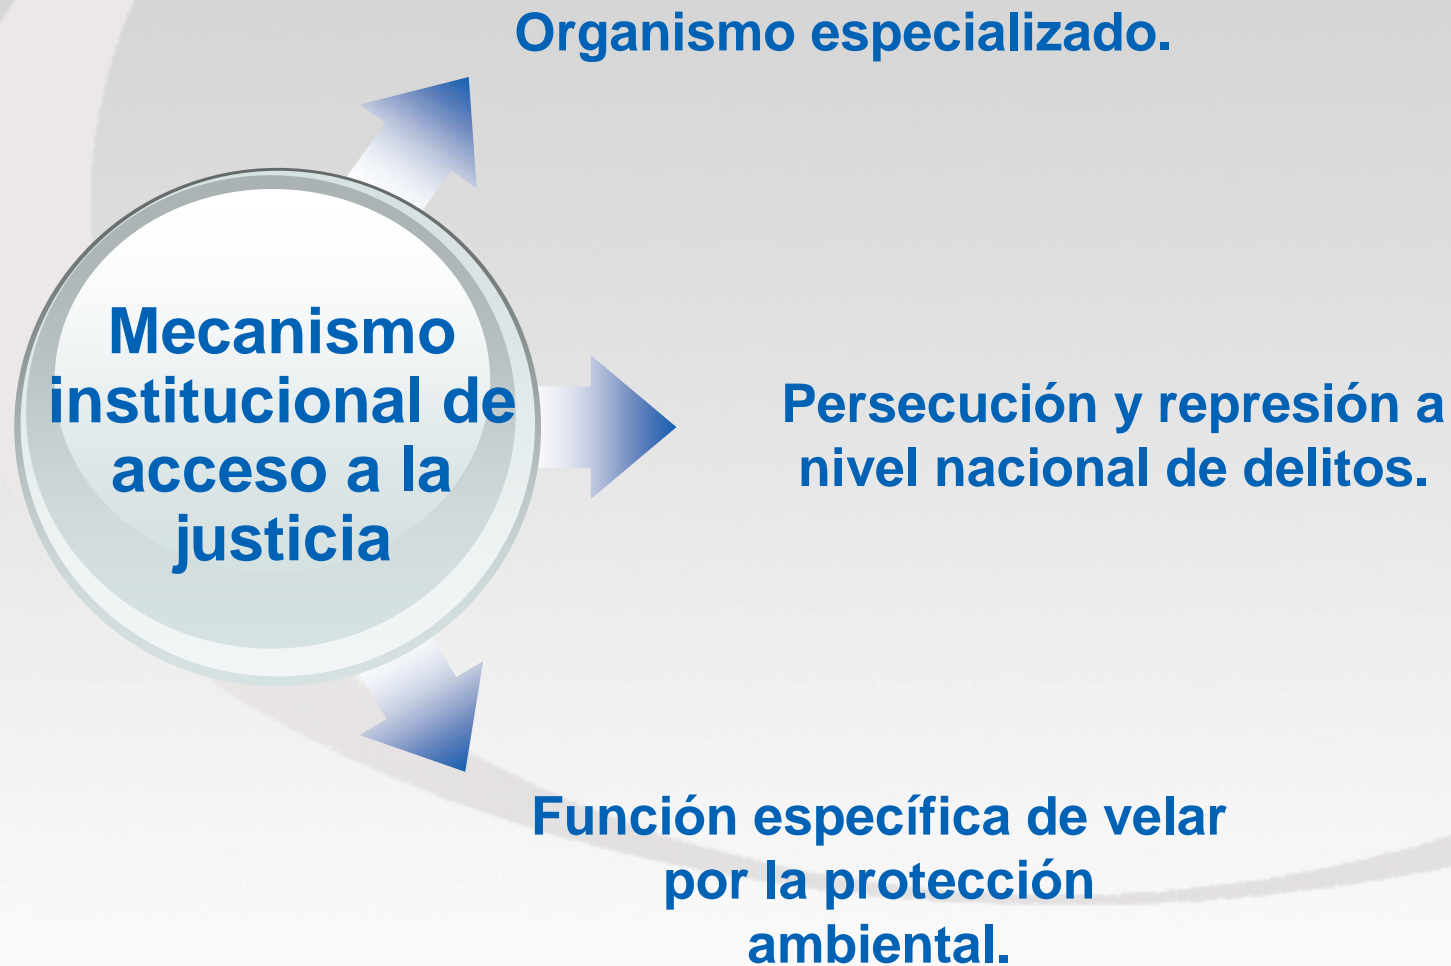 Organismo especializado.
Mecanismo
institucional de
acceso a la
justicia
Persecución y represión a
nivel nacional de delitos.
Función específica de velar
por la protección
ambiental.